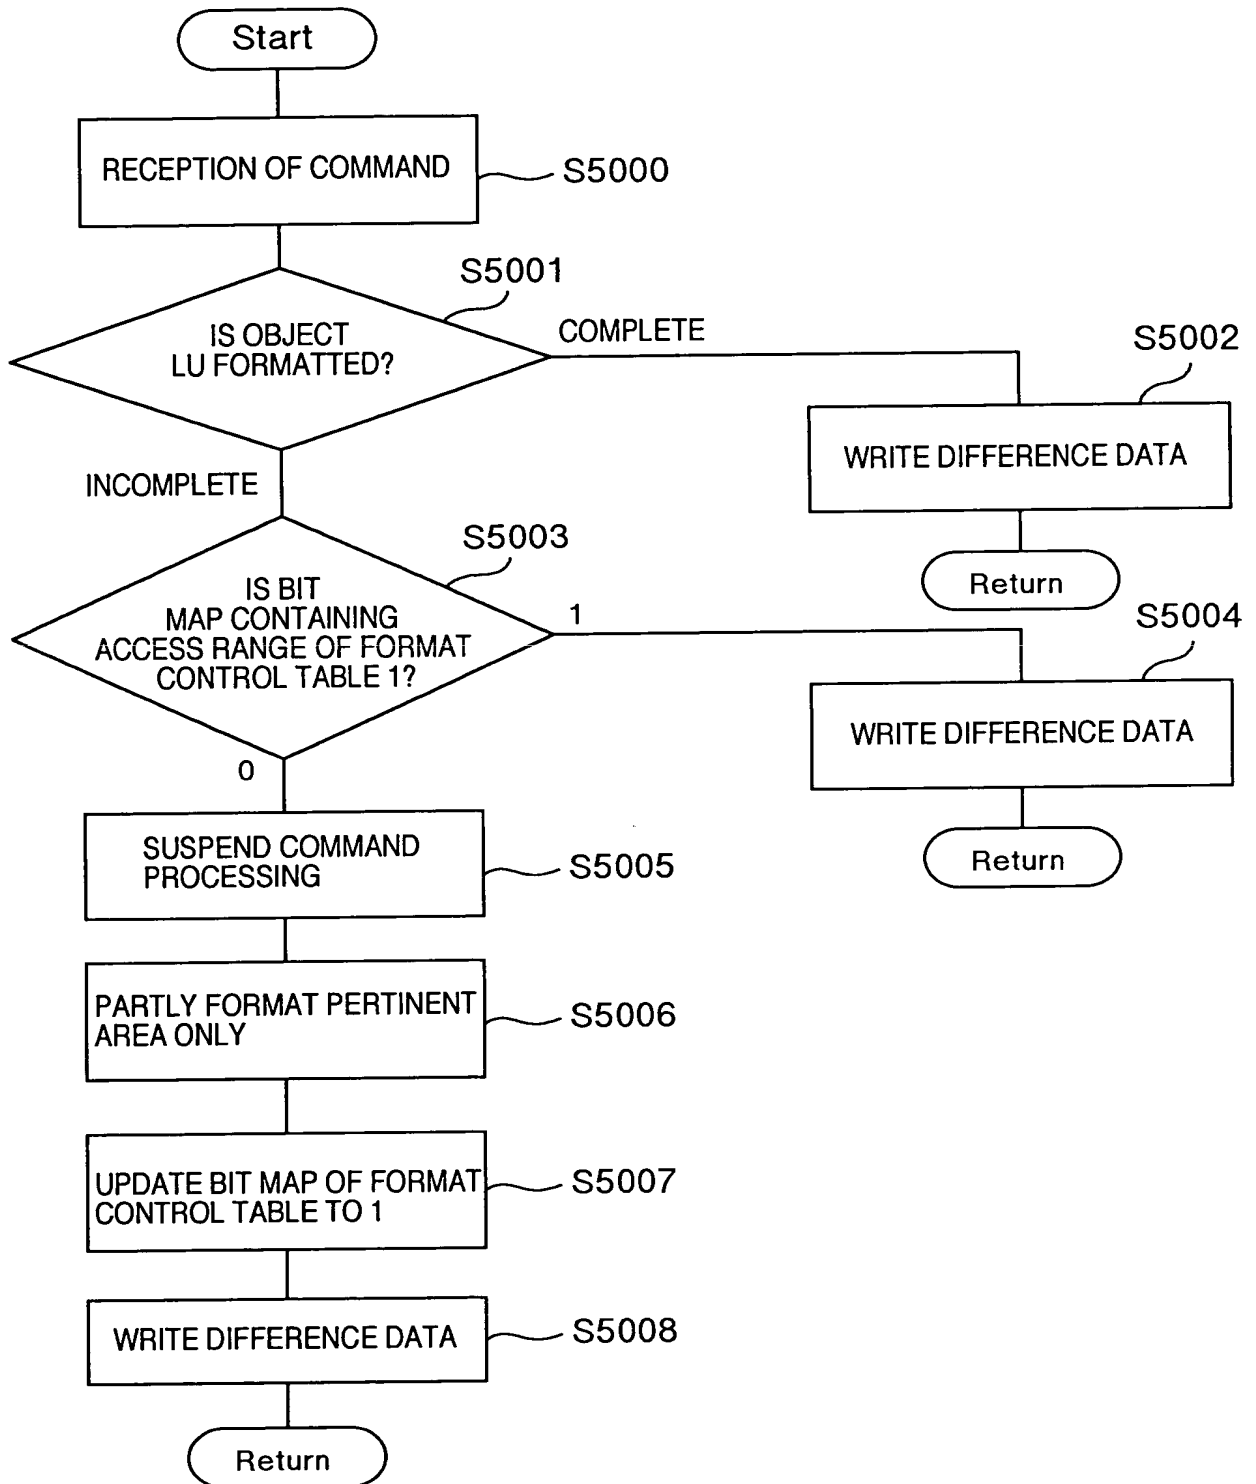 Start
RECEPTION OF COMMAND
S5000
S5001
IS OBJECT
LU FORMATTED?
COMPLETE
S5002
WRITE DIFFERENCE DATA
Return
INCOMPLETE
S5003
IS BIT
MAP CONTAINING
ACCESS RANGE OF FORMAT
CONTROL TABLE 1?
1
S5004
WRITE DIFFERENCE DATA
Return
0
SUSPEND COMMAND
PROCESSING
S5005
PARTLY FORMAT PERTINENT
AREA ONLY
S5006
UPDATE BIT MAP OF FORMAT
CONTROL TABLE TO 1
S5007
WRITE DIFFERENCE DATA
S5008
Return